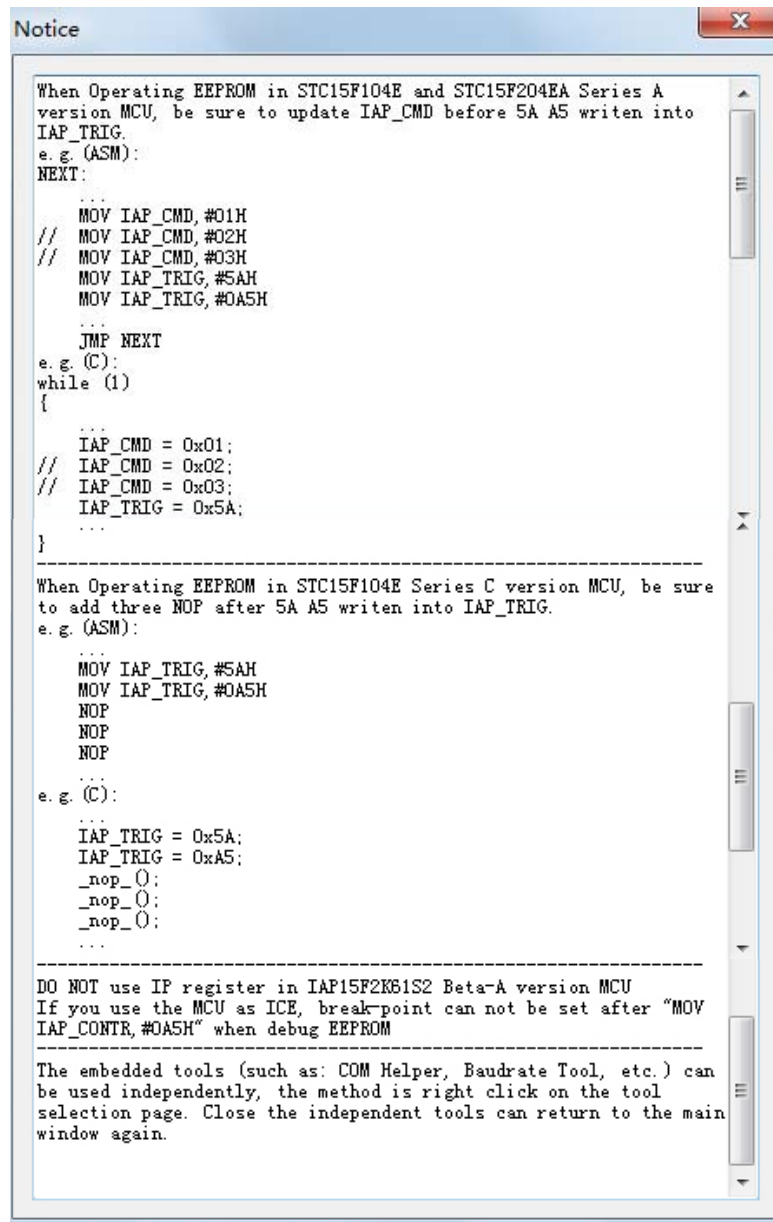 Notice
When Operating EEPROM in STC15F104E and STC15F204EA Series A
version MCU, be sure to update IAP_CMD before 5A A5 writen into
IAP_TRIG.
e.g.(ASM):
NEXT:
    ...
    MOV IAP_CMD,#01H
//  MOV IAP_CMD,#02H
//  MOV IAP_CMD,#03H
    MOV IAP_TRIG,#5AH
    MOV IAP_TRIG,#0A5H
    ...
    JMP NEXT
e.g.(C):
while (1)
{
    ...
    IAP_CMD = 0x01;
//  IAP_CMD = 0x02;
//  IAP_CMD = 0x03;
    IAP_TRIG = 0x5A;
    ...
}
----------------------------------------------------------------
When Operating EEPROM in STC15F104E Series C version MCU, be sure
to add three NOP after 5A A5 writen into IAP_TRIG.
e.g.(ASM):
    ...
    MOV IAP_TRIG,#5AH
    MOV IAP_TRIG,#0A5H
    NOP
    NOP
    NOP
    ...
e.g.(C):
    ...
    IAP_TRIG = 0x5A;
    IAP_TRIG = 0xA5;
    _nop_();
    _nop_();
    _nop_();
    ...
----------------------------------------------------------------
DO NOT use IP register in IAP15F2K61S2 Beta-A version MCU
If you use the MCU as ICE, break-point can not be set after "MOV
IAP_CONTR,#0A5H" when debug EEPROM
----------------------------------------------------------------
The embedded tools (such as: COM Helper, Baudrate Tool, etc.) can
be used independently, the method is right click on the tool
selection page. Close the independent tools can return to the main
window again.